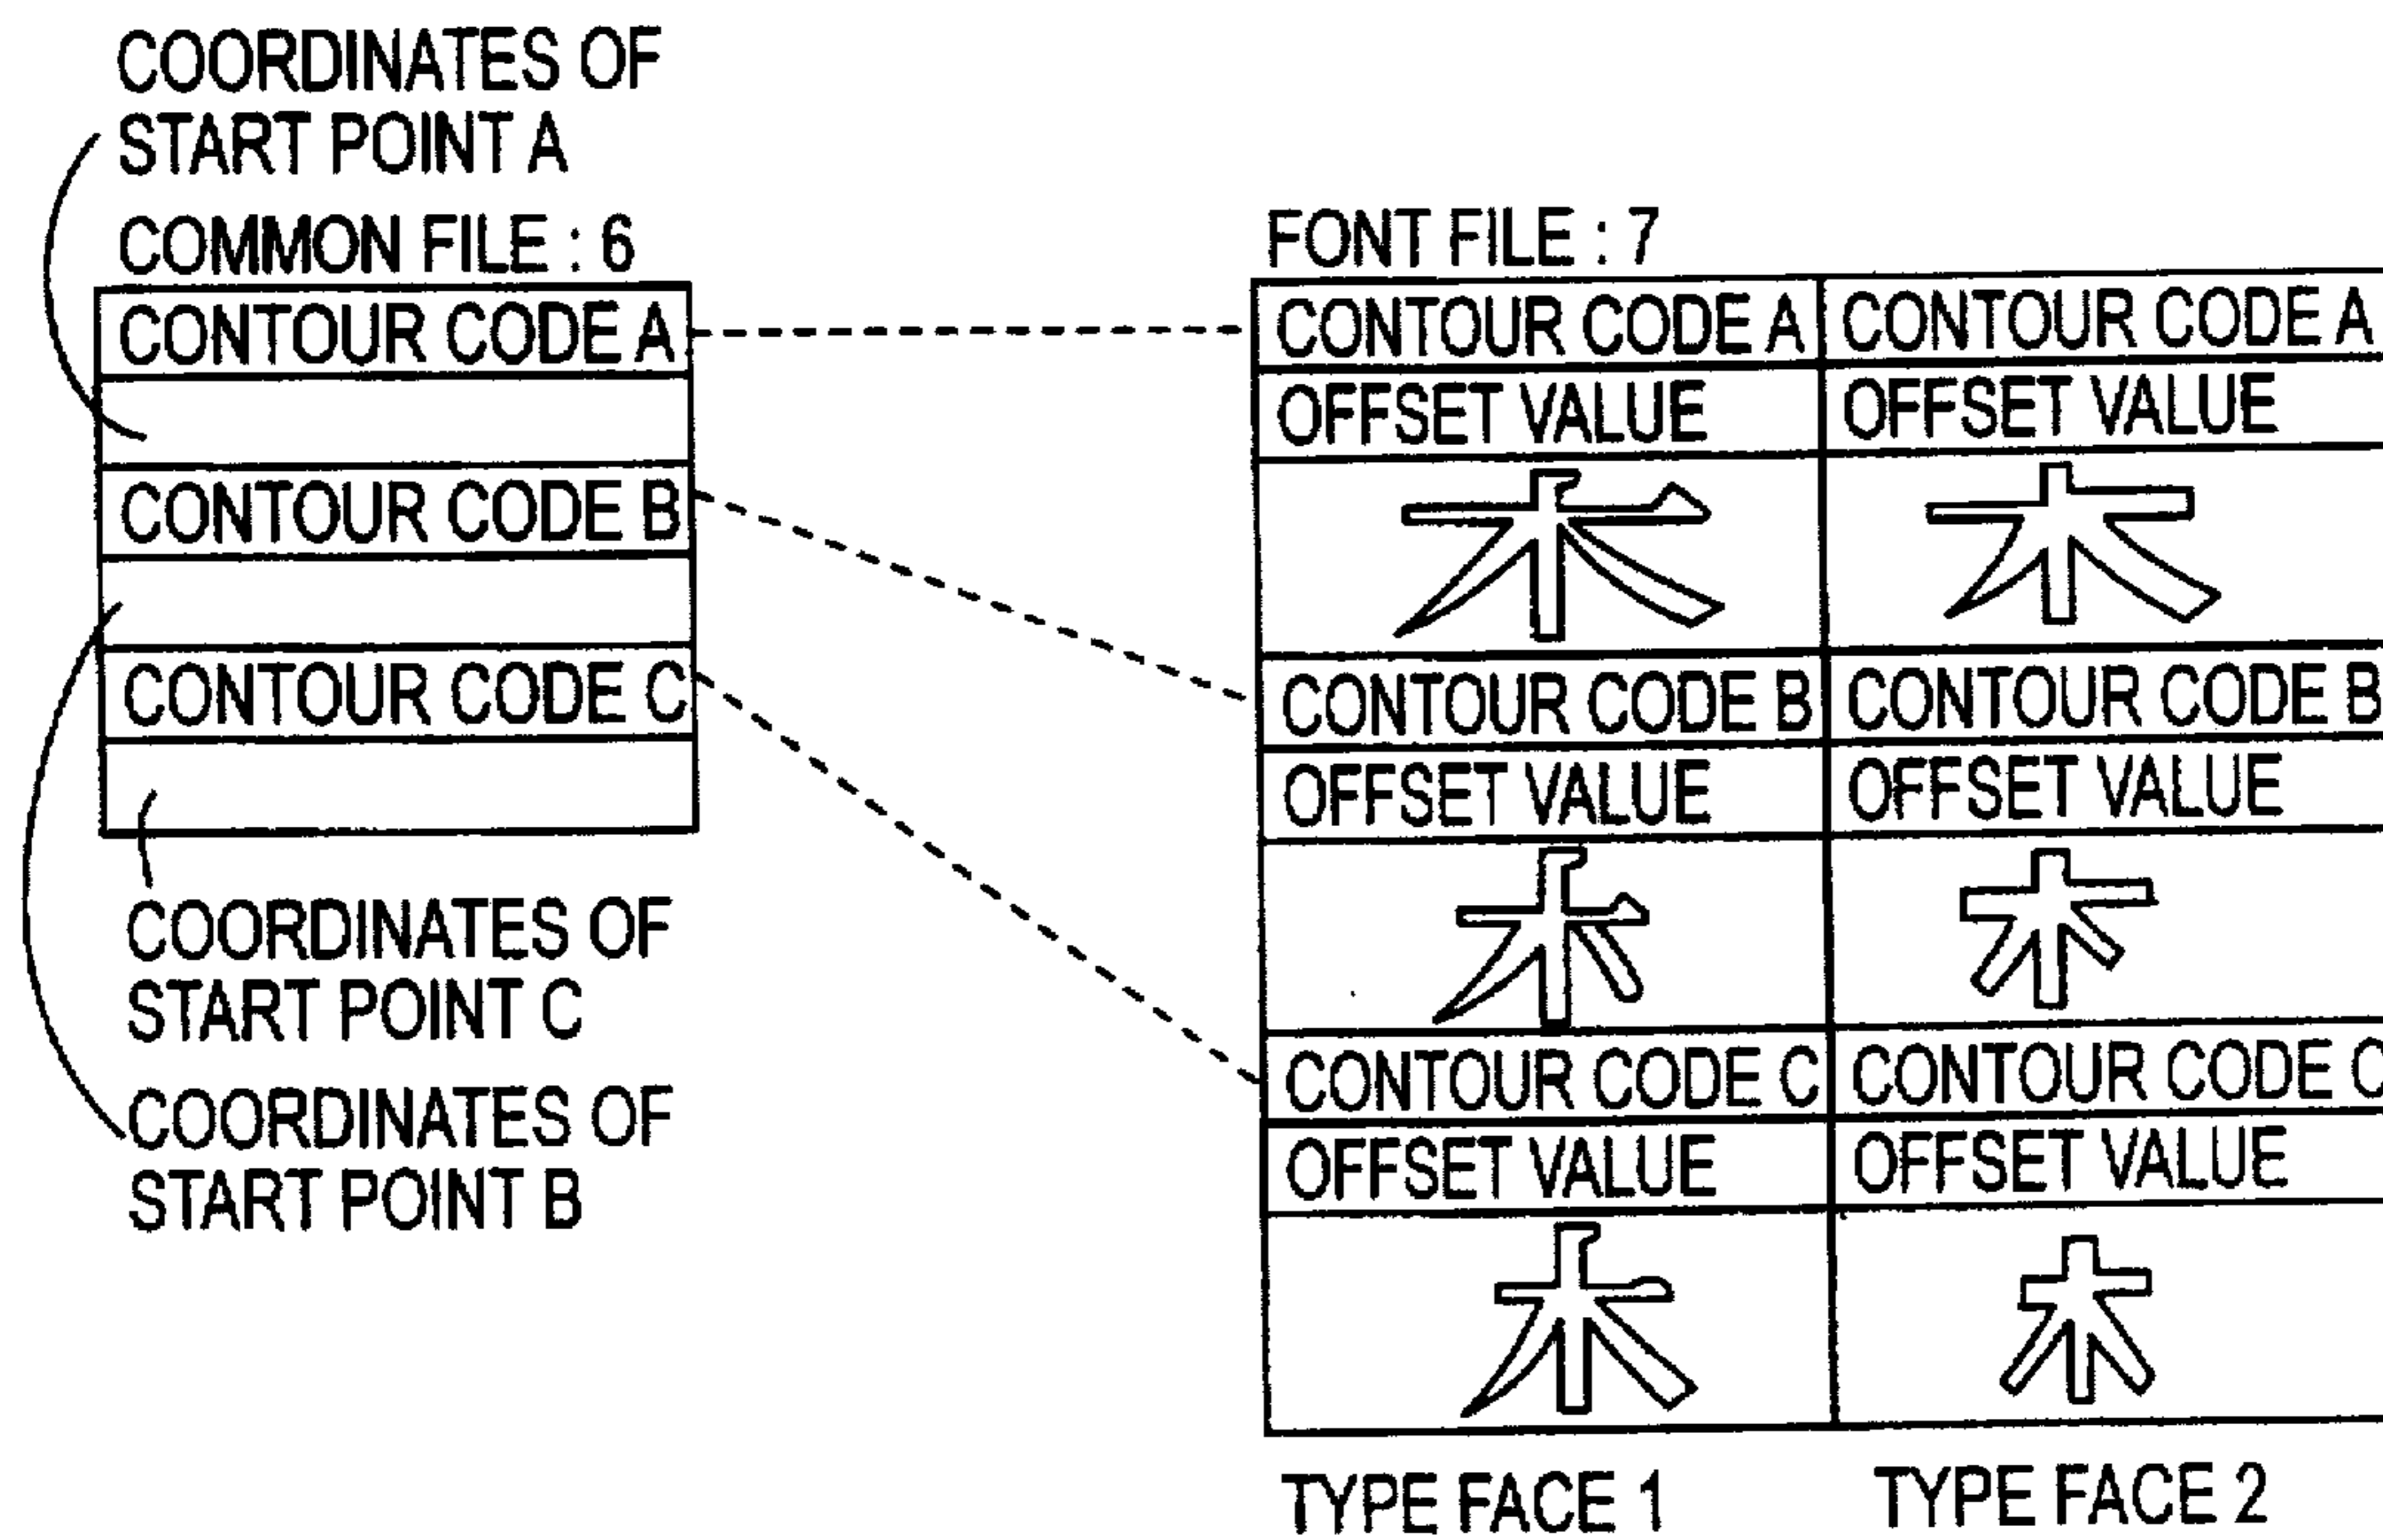 COORDINATES OF
START POINT A
COMMON FILE : 6
CONTOUR CODE A
CONTOUR CODE B
CONTOUR CODE C
COORDINATES OF
START POINT C
COORDINATES OF
START POINT B
FONT FILE : 7
CONTOUR CODE A CONTOUR CODE A
OFFSET VALUE OFFSET VALUE
木 木
CONTOUR CODE B CONTOUR CODE B
OFFSET VALUE OFFSET VALUE
木 木
CONTOUR CODE C CONTOUR CODE C
OFFSET VALUE OFFSET VALUE
木 木
TYPE FACE 1 TYPE FACE 2